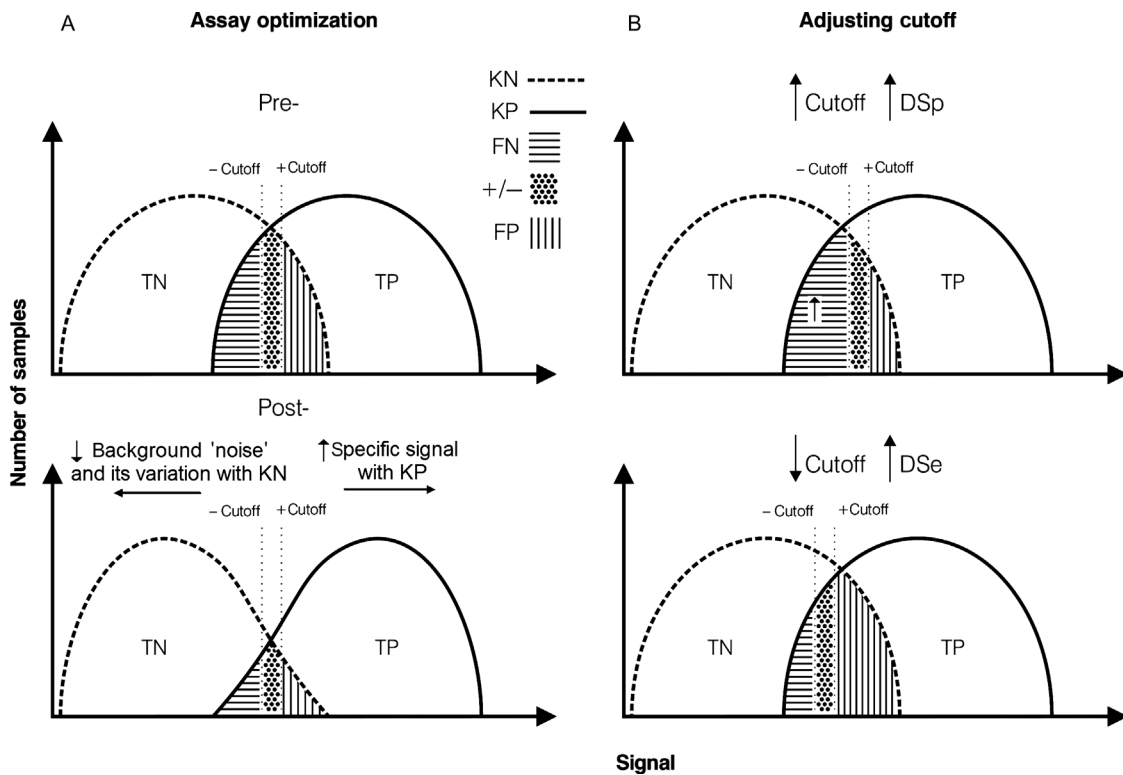 A
Assay optimization
Pre-
KN
KP
FN
+/–
FP
– Cutoff
+ Cutoff
TN
TP
Number of samples
Post-
↓ Background 'noise'
and its variation with KN
←
↑ Specific signal
with KP
→
– Cutoff
+ Cutoff
TN
TP
B
Adjusting cutoff
↑ Cutoff ↑ DSp
– Cutoff
+ Cutoff
TN
↑
TP
↓ Cutoff ↑ DSe
– Cutoff
+ Cutoff
TN
TP
Signal